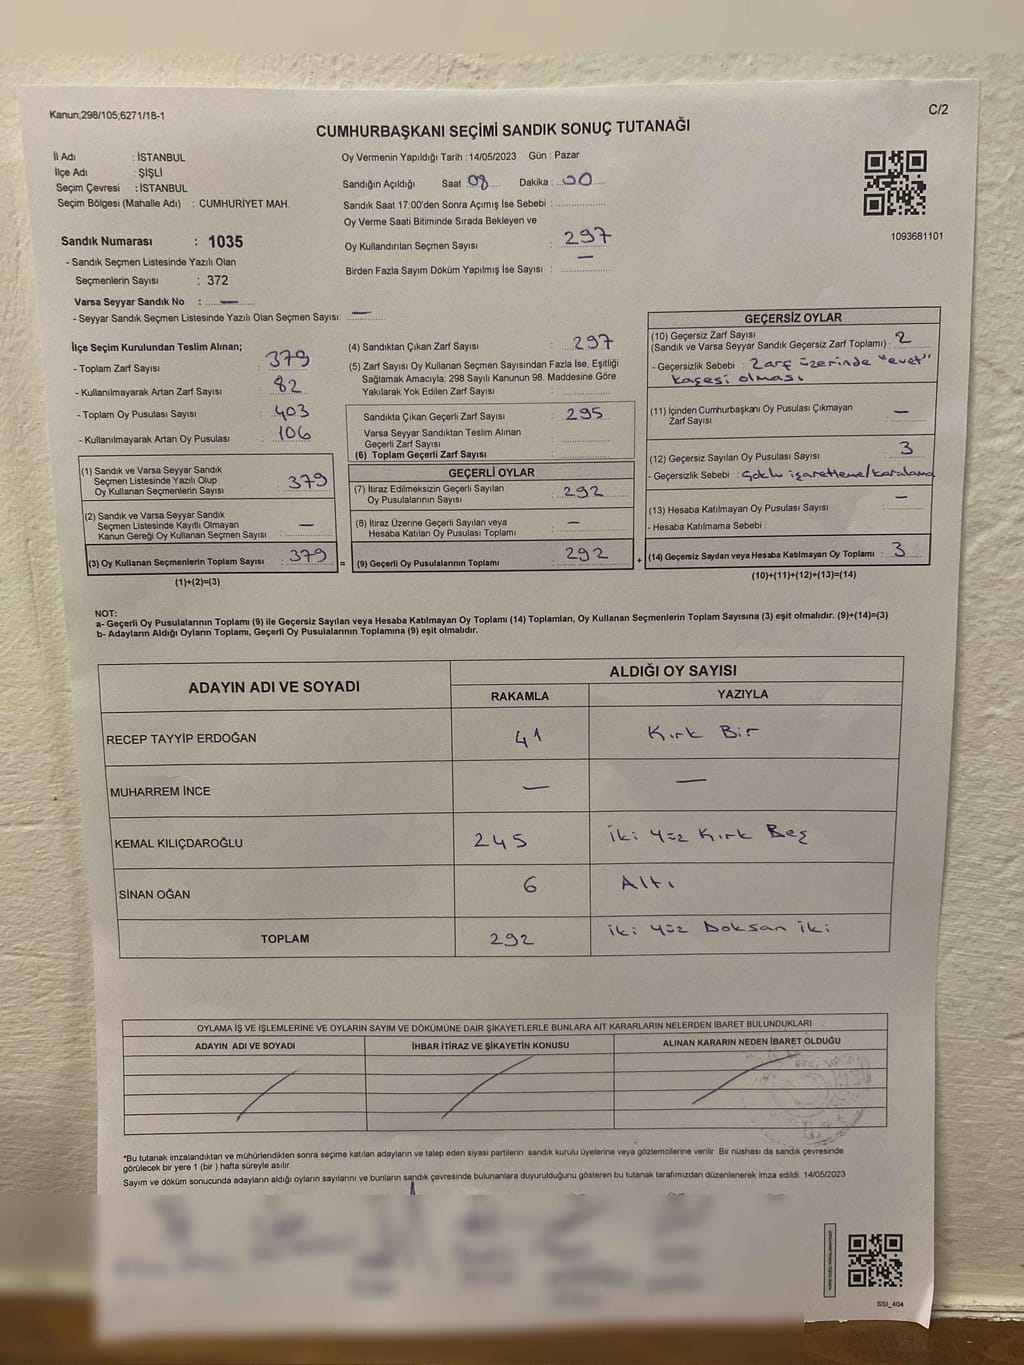 Kanun;298/105;6271/18-1
C/2
CUMHURBAŞKANI SEÇİMİ SANDIK SONUÇ TUTANAĞI
İl Adı : İSTANBUL
İlçe Adı : ŞİŞLİ
Seçim Çevresi : İSTANBUL
Seçim Bölgesi (Mahalle Adı) : CUMHURİYET MAH.
Sandık Numarası : 1035
- Sandık Seçmen Listesinde Yazılı Olan
Seçmenlerin Sayısı : 372
Varsa Seyyar Sandık No : —
- Seyyar Sandık Seçmen Listesinde Yazılı Olan Seçmen Sayısı: —
Oy Vermenin Yapıldığı Tarih : 14/05/2023 Gün : Pazar
Sandığın Açıldığı Saat 08 Dakika : 00
Sandık Saat 17:00'den Sonra Açımış İse Sebebi :
Oy Verme Saati Bitiminde Sırada Bekleyen ve
Oy Kullandırılan Seçmen Sayısı : 297
Birden Fazla Sayım Döküm Yapılmış İse Sayısı : —
1093681101
İlçe Seçim Kurulundan Teslim Alınan;
- Toplam Zarf Sayısı : 379
- Kullanılmayarak Artan Zarf Sayısı : 82
- Toplam Oy Pusulası Sayısı : 403
- Kullanılmayarak Artan Oy Pusulası : 106
(1) Sandık ve Varsa Seyyar Sandık
Seçmen Listesinde Yazılı Olup
Oy Kullanan Seçmenlerin Sayısı : 379
(2) Sandık ve Varsa Seyyar Sandık
Seçmen Listesinde Kayıtlı Olmayan
Kanun Gereği Oy Kullanan Seçmen Sayısı : —
(3) Oy Kullanan Seçmenlerin Toplam Sayısı : 379
(1)+(2)=(3)
(4) Sandıktan Çıkan Zarf Sayısı : 297
(5) Zarf Sayısı Oy Kullanan Seçmen Sayısından Fazla İse, Eşitliği
Sağlamak Amacıyla; 298 Sayılı Kanunun 98. Maddesine Göre
Yakılarak Yok Edilen Zarf Sayısı :
Sandıkta Çıkan Geçerli Zarf Sayısı : 295
Varsa Seyyar Sandıktan Teslim Alınan
Geçerli Zarf Sayısı :
(6) Toplam Geçerli Zarf Sayısı :
GEÇERLİ OYLAR
(7) İtiraz Edilmeksizin Geçerli Sayılan
Oy Pusulalarının Sayısı : 292
(8) İtiraz Üzerine Geçerli Sayılan veya
Hesaba Katılan Oy Pusulası Toplamı : —
= (9) Geçerli Oy Pusulalarının Toplamı : 292
GEÇERSİZ OYLAR
(10) Geçersiz Zarf Sayısı
(Sandık ve Varsa Seyyar Sandık Geçersiz Zarf Toplamı) : 2
- Geçersizlik Sebebi : Zarf üzerinde "evet"
kaşesi olması
(11) İçinden Cumhurbaşkanı Oy Pusulası Çıkmayan
Zarf Sayısı : —
(12) Geçersiz Sayılan Oy Pusulası Sayısı : 3
- Geçersizlik Sebebi : Çoklu işaretleme/karalama
(13) Hesaba Katılmayan Oy Pusulası Sayısı : —
- Hesaba Katılmama Sebebi :
+ (14) Geçersiz Sayılan veya Hesaba Katılmayan Oy Toplamı : 3
(10)+(11)+(12)+(13)=(14)
NOT:
a- Geçerli Oy Pusulalarının Toplamı (9) ile Geçersiz Sayılan veya Hesaba Katılmayan Oy Toplamı (14) Toplamları, Oy Kullanan Seçmenlerin Toplam Sayısına (3) eşit olmalıdır. (9)+(14)=(3)
b- Adayların Aldığı Oyların Toplamı, Geçerli Oy Pusulalarının Toplamına (9) eşit olmalıdır.
ADAYIN ADI VE SOYADI
ALDIĞI OY SAYISI
RAKAMLA YAZIYLA
RECEP TAYYİP ERDOĞAN 41 Kırk Bir
MUHARREM İNCE — —
KEMAL KILIÇDAROĞLU 245 İki yüz Kırk Beş
SİNAN OĞAN 6 Altı
TOPLAM 292 İki yüz Doksan iki
OYLAMA İŞ VE İŞLEMLERİNE VE OYLARIN SAYIM VE DÖKÜMÜNE DAİR ŞİKAYETLERLE BUNLARA AİT KARARLARIN NELERDEN İBARET BULUNDUKLARI
ADAYIN ADI VE SOYADI İHBAR İTİRAZ VE ŞİKAYETİN KONUSU ALINAN KARARIN NEDEN İBARET OLDUĞU
*Bu tutanak imzalandıktan ve mühürlendikten sonra seçime katılan adayların ve talep eden siyasi partilerin sandık kurulu üyelerine veya gözlemcilerine verilir. Bir nüshası da sandık çevresinde
görülecek bir yere 1 (bir ) hafta süreyle asılır.
Sayım ve döküm sonucunda adayların aldığı oyların sayılarını ve bunların sandık çevresinde bulunanlara duyurulduğunu gösteren bu tutanak tarafımızdan düzenlenerek imza edildi. 14/05/2023
SSI_404